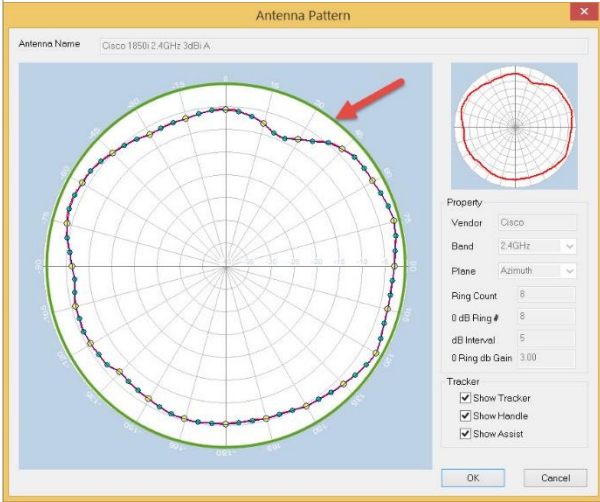 Antenna Pattern
Antenna Name
Cisco 1850i 2.4GHz 3dBi A
Property
Vendor
Cisco
Band
2.4GHz
Plane
Azimuth
Ring Count
8
0 dB Ring #
8
dB Interval
5
0 Ring db Gain
3.00
Tracker
Show Tracker
Show Handle
Show Assist
OK
Cancel